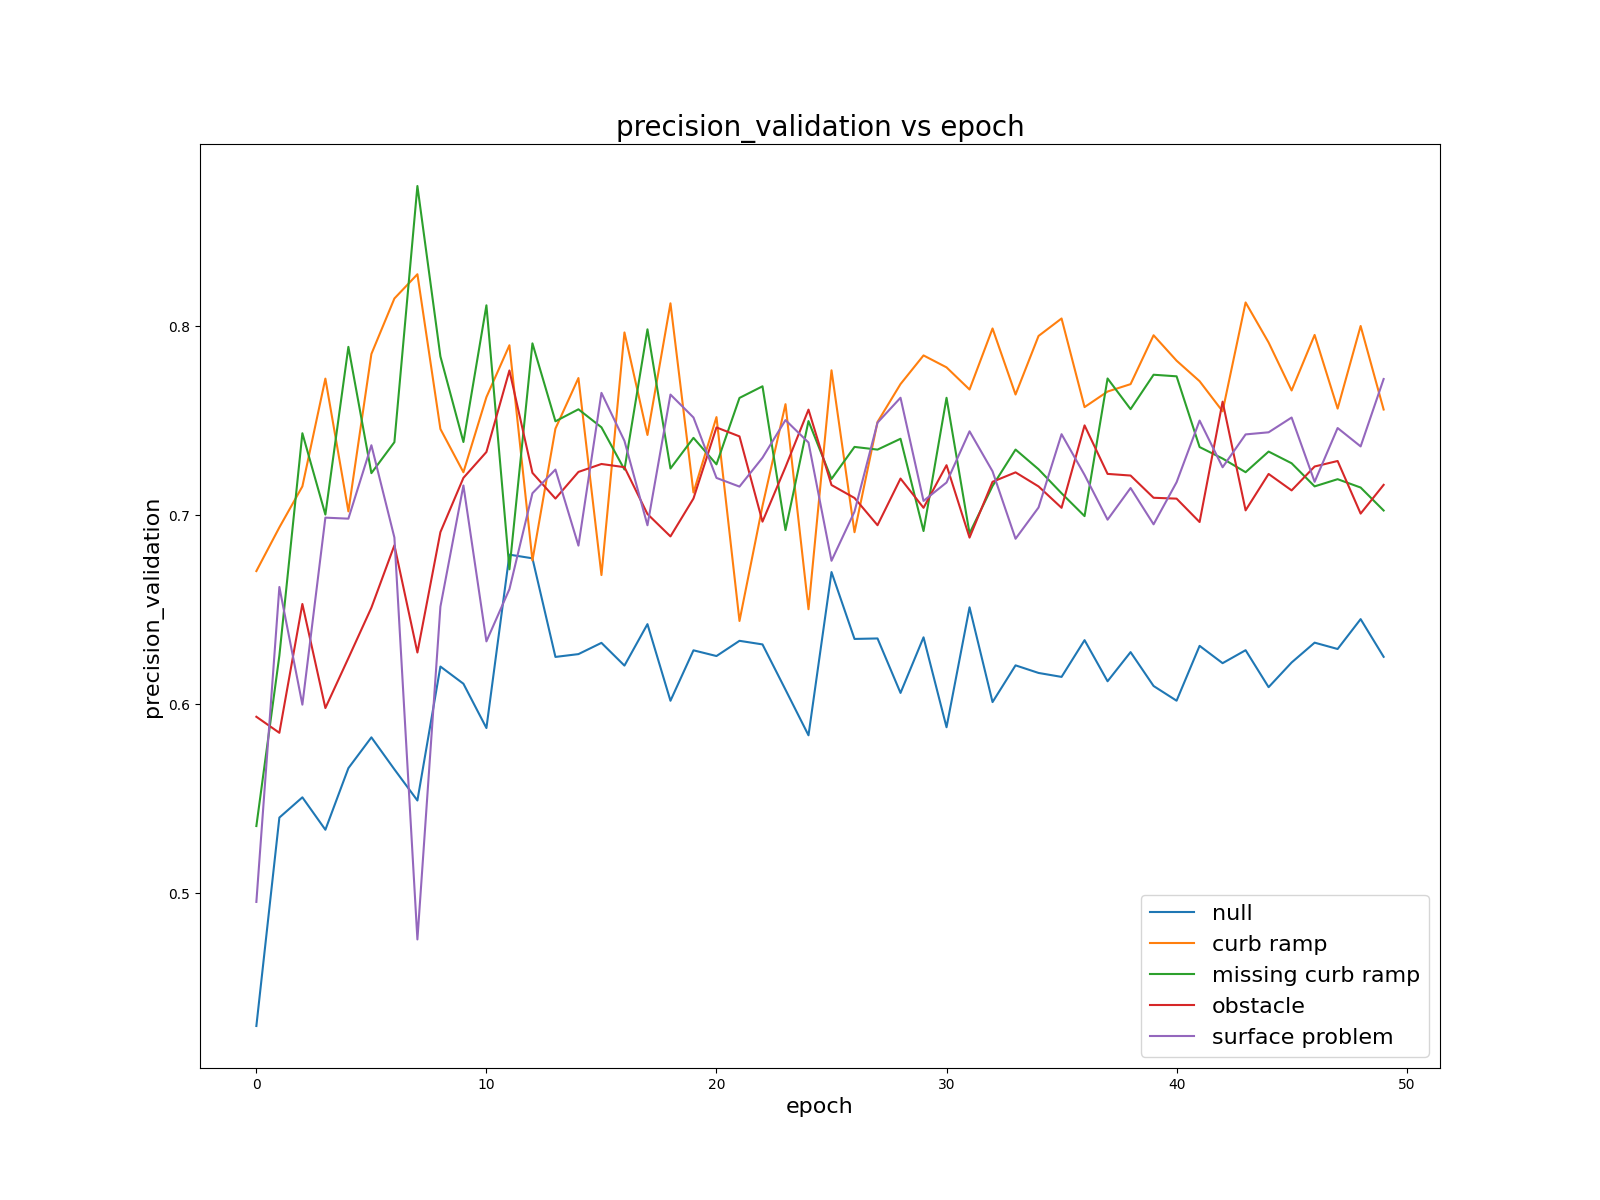 precision_validation vs epoch
precision_validation
0.8
0.7
0.6
0.5
0
10
20
30
40
50
epoch
null
curb ramp
missing curb ramp
obstacle
surface problem